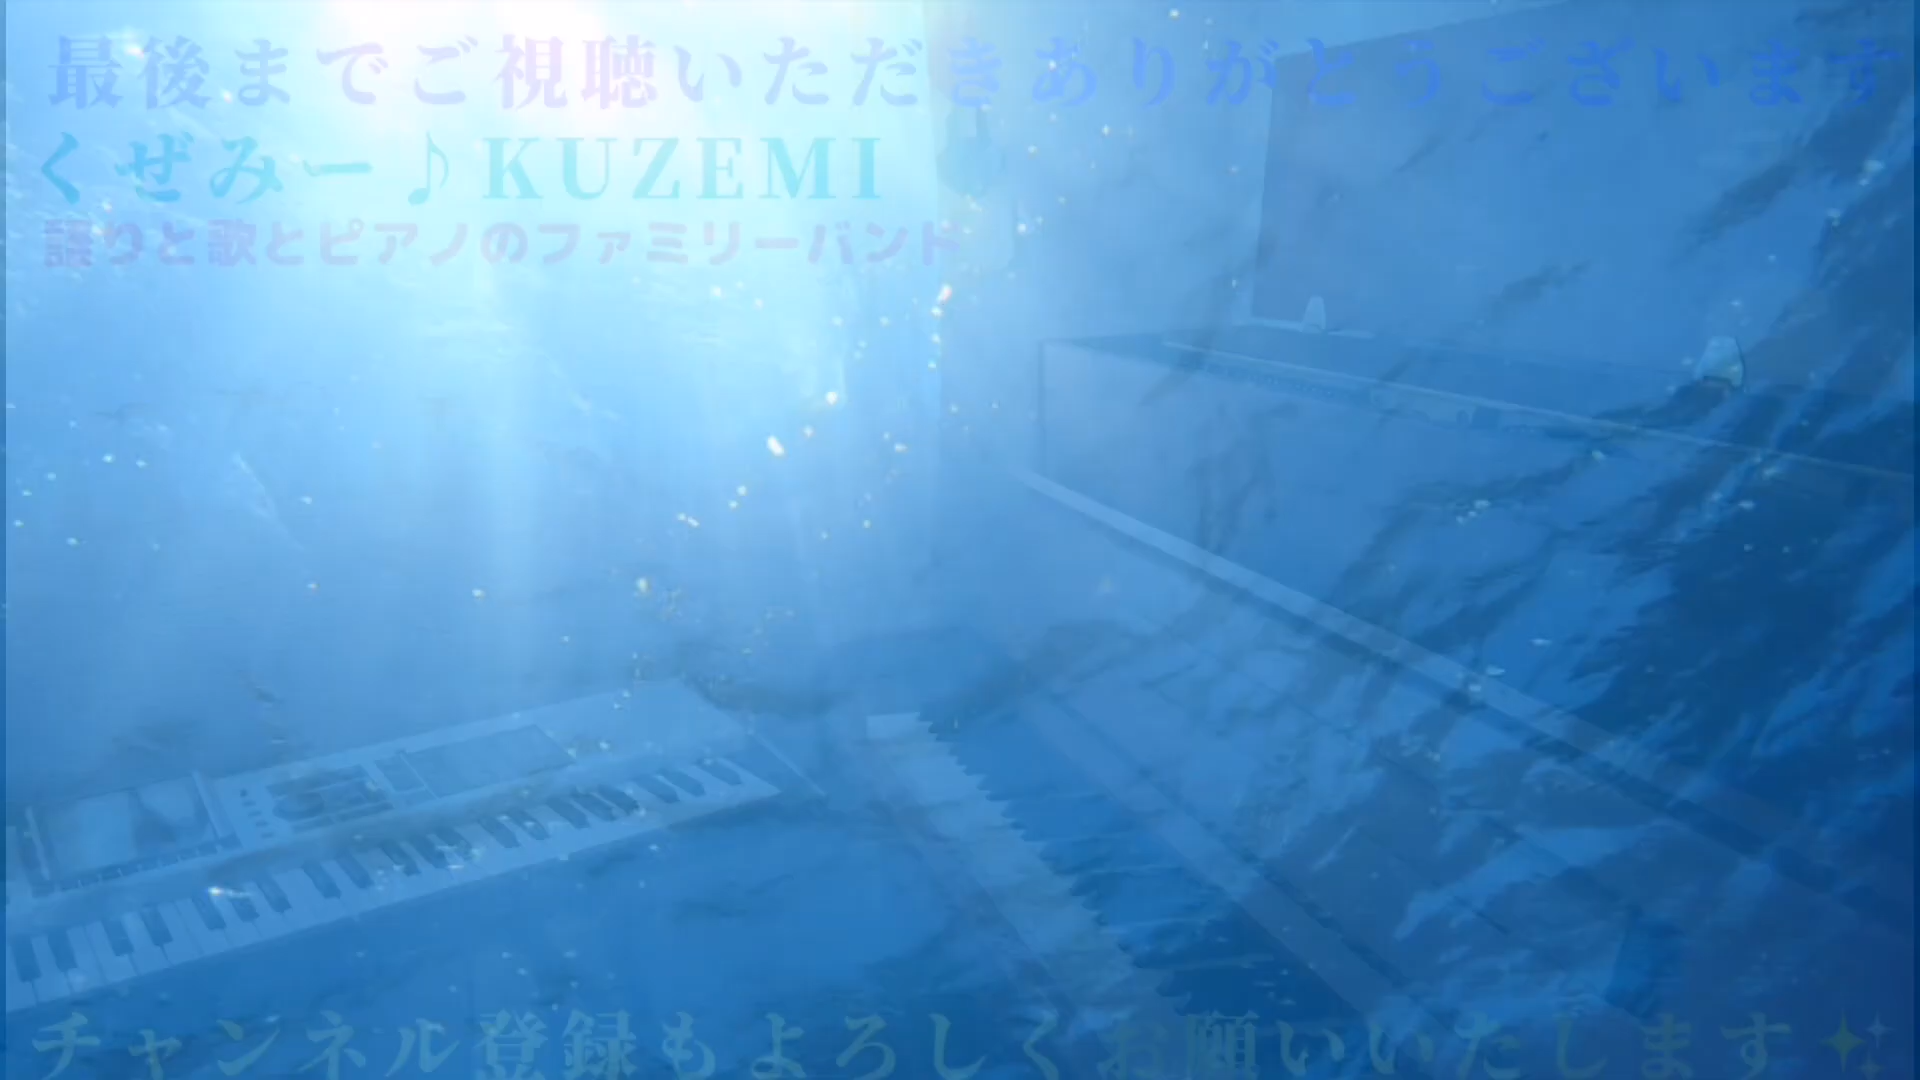 最後までご視聴いただきありがとうございます
くぜみー♪KUZEMI
語りと歌とピアノのファミリーバンド
チャンネル登録もよろしくお願いいたします✨